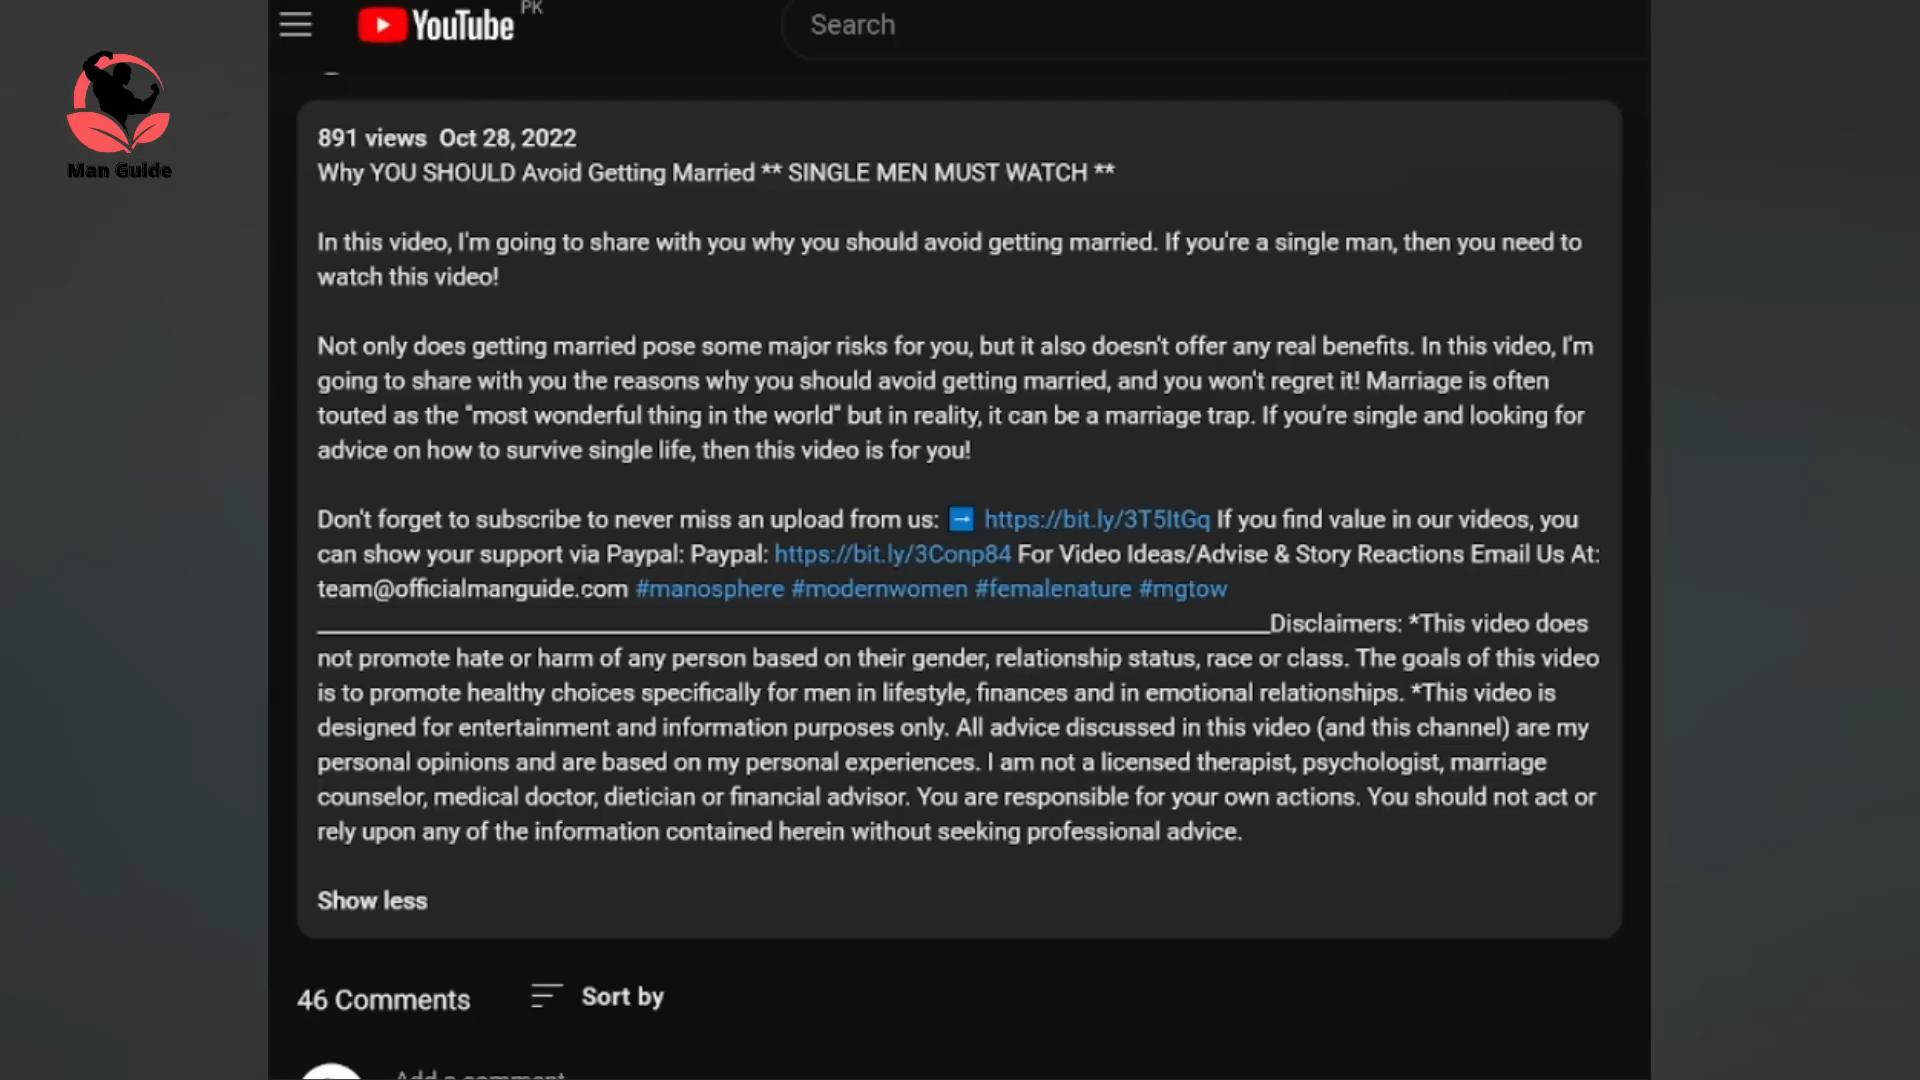 YouTube PK
Search
Man Guide
891 views Oct 28, 2022
Why YOU SHOULD Avoid Getting Married ** SINGLE MEN MUST WATCH **
In this video, I'm going to share with you why you should avoid getting married. If you're a single man, then you need to
watch this video!
Not only does getting married pose some major risks for you, but it also doesn't offer any real benefits. In this video, I'm
going to share with you the reasons why you should avoid getting married, and you won't regret it! Marriage is often
touted as the "most wonderful thing in the world" but in reality, it can be a marriage trap. If you're single and looking for
advice on how to survive single life, then this video is for you!
Don't forget to subscribe to never miss an upload from us: ➡ https://bit.ly/3T5ItGq If you find value in our videos, you
can show your support via Paypal: Paypal: https://bit.ly/3Conp84 For Video Ideas/Advise & Story Reactions Email Us At:
team@officialmanguide.com #manosphere #modernwomen #femalenature #mgtow
Disclaimers: *This video does
not promote hate or harm of any person based on their gender, relationship status, race or class. The goals of this video
is to promote healthy choices specifically for men in lifestyle, finances and in emotional relationships. *This video is
designed for entertainment and information purposes only. All advice discussed in this video (and this channel) are my
personal opinions and are based on my personal experiences. I am not a licensed therapist, psychologist, marriage
counselor, medical doctor, dietician or financial advisor. You are responsible for your own actions. You should not act or
rely upon any of the information contained herein without seeking professional advice.
Show less
46 Comments Sort by
Add a comment